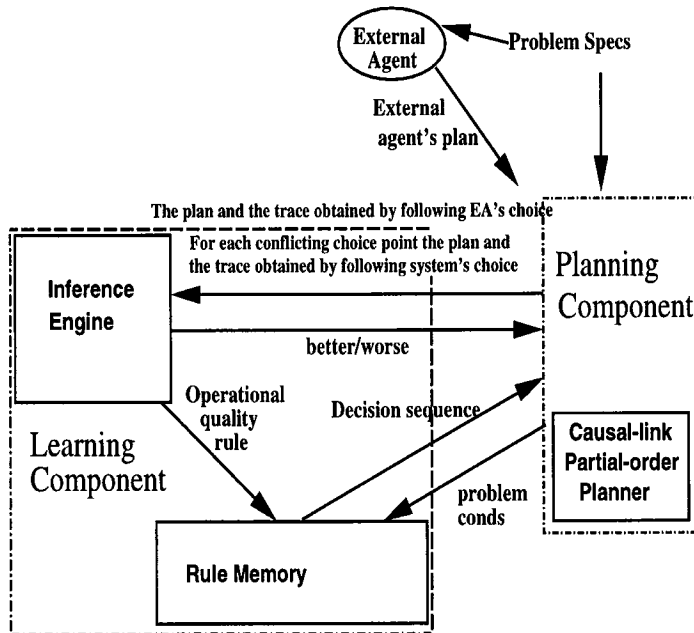 External
Agent
Problem Specs
External
agent's plan
The plan and the trace obtained by following EA's choice
For each conflicting choice point the plan and
the trace obtained by following system's choice
Inference
Engine
Planning
Component
better/worse
Operational
quality
rule
Decision sequence
Learning
Component
Causal-link
Partial-order
Planner
problem
conds
Rule Memory